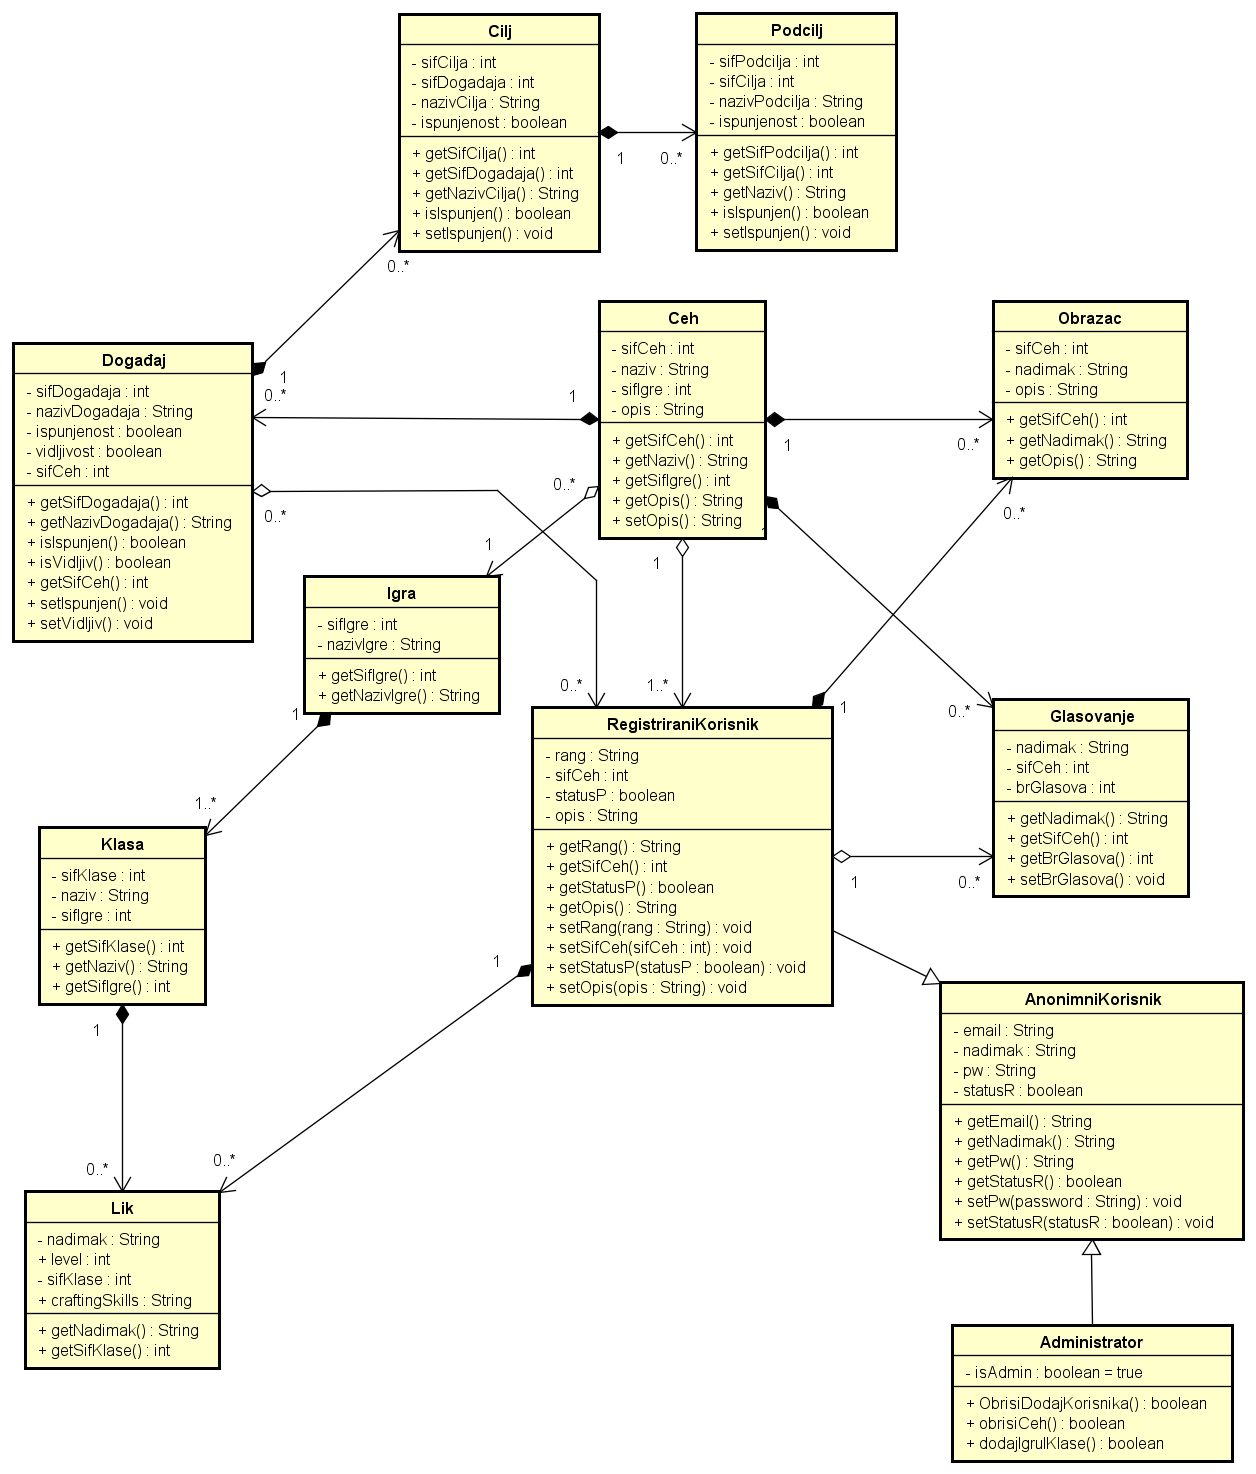 Cilj
- sifCilja : int
- sifDogadaja : int
- nazivCilja : String
- ispunjenost : boolean
+ getSifCilja() : int
+ getSifDogadaja() : int
+ getNazivCilja() : String
+ isIspunjen() : boolean
+ setIspunjen() : void
1
0..*
Podcilj
- sifPodcilja : int
- sifCilja : int
- nazivPodcilja : String
- ispunjenost : boolean
+ getSifPodcilja() : int
+ getSifCilja() : int
+ getNaziv() : String
+ isIspunjen() : boolean
+ setIspunjen() : void
0..*
1
Događaj
- sifDogadaja : int
- nazivDogadaja : String
- ispunjenost : boolean
- vidljivost : boolean
- sifCeh : int
+ getSifDogadaja() : int
+ getNazivDogadaja() : String
+ isIspunjen() : boolean
+ isVidljiv() : boolean
+ getSifCeh() : int
+ setIspunjen() : void
+ setVidljiv() : void
0..*
1
0..*
0..*
Ceh
- sifCeh : int
- naziv : String
- sifIgre : int
- opis : String
+ getSifCeh() : int
+ getNaziv() : String
+ getSifIgre() : int
+ getOpis() : String
+ setOpis() : String
1
0..*
Obrazac
- sifCeh : int
- nadimak : String
- opis : String
+ getSifCeh() : int
+ getNadimak() : String
+ getOpis() : String
0..*
0..*
1
1
1..*
0..*
1
Igra
- sifIgre : int
- nazivIgre : String
+ getSifIgre() : int
+ getNazivIgre() : String
1
1..*
RegistriraniKorisnik
- rang : String
- sifCeh : int
- statusP : boolean
- opis : String
+ getRang() : String
+ getSifCeh() : int
+ getStatusP() : boolean
+ getOpis() : String
+ setRang(rang : String) : void
+ setSifCeh(sifCeh : int) : void
+ setStatusP(statusP : boolean) : void
+ setOpis(opis : String) : void
1
0..*
0..*
Glasovanje
- nadimak : String
- sifCeh : int
- brGlasova : int
+ getNadimak() : String
+ getSifCeh() : int
+ getBrGlasova() : int
+ setBrGlasova() : void
Klasa
- sifKlase : int
- naziv : String
- sifIgre : int
+ getSifKlase() : int
+ getNaziv() : String
+ getSifIgre() : int
1
1
0..*
0..*
AnonimniKorisnik
- email : String
- nadimak : String
- pw : String
- statusR : boolean
+ getEmail() : String
+ getNadimak() : String
+ getPw() : String
+ getStatusR() : boolean
+ setPw(password : String) : void
+ setStatusR(statusR : boolean) : void
Lik
- nadimak : String
+ level : int
- sifKlase : int
+ craftingSkills : String
+ getNadimak() : String
+ getSifKlase() : int
Administrator
- isAdmin : boolean = true
+ ObrisiDodajKorisnika() : boolean
+ obrisiCeh() : boolean
+ dodajIgruIKlase() : boolean